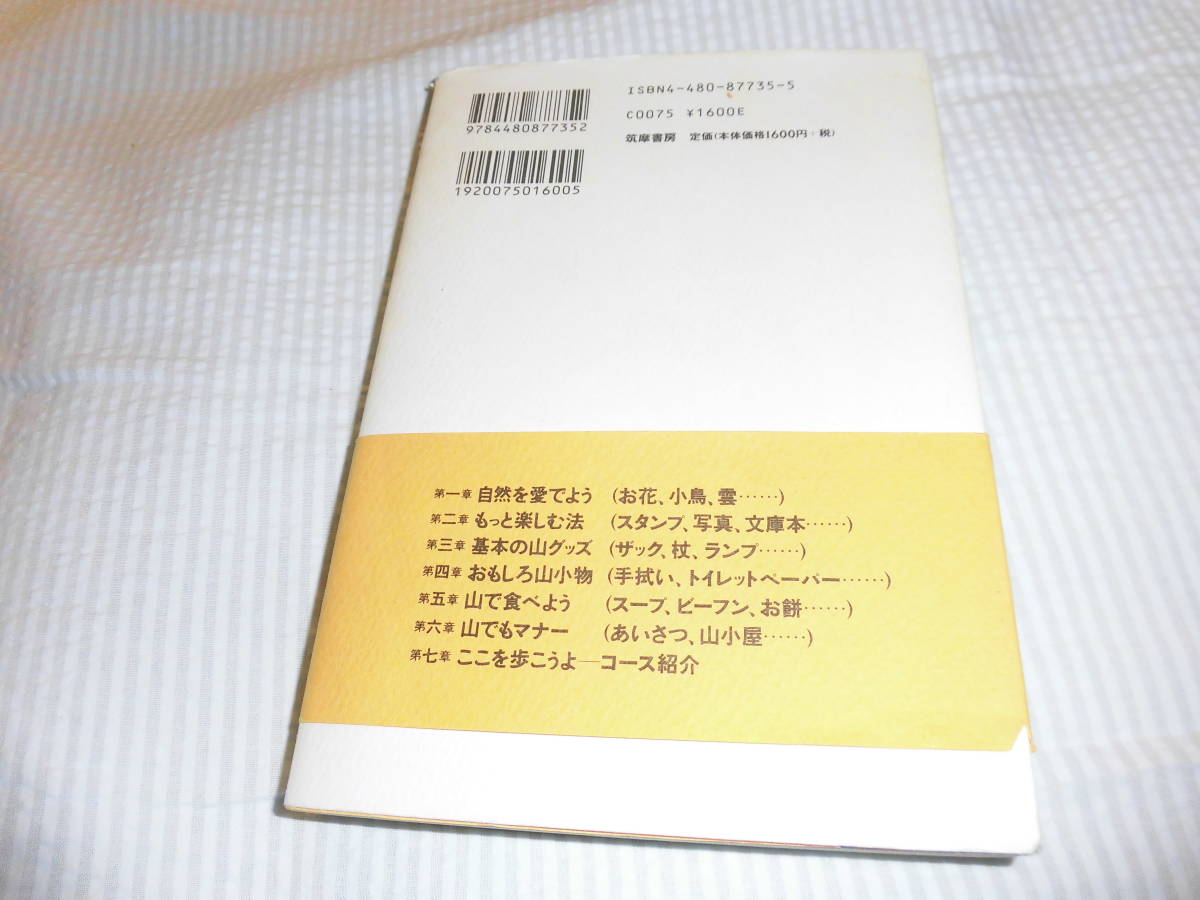 9784480877352
1920075016005
ISBN4-480-87735-5
C0075 ¥1600E
筑摩書房 定価(本体価格1600円+税)
第一章 自然を愛でよう (お花、小鳥、雲……)
第二章 もっと楽しむ法 (スタンプ、写真、文庫本……)
第三章 基本の山グッズ (ザック、杖、ランプ……)
第四章 おもしろ山小物 (手拭い、トイレットペーパー……)
第五章 山で食べよう (スープ、ビーフン、お餅……)
第六章 山でもマナー (あいさつ、山小屋……)
第七章 ここを歩こうよ—コース紹介